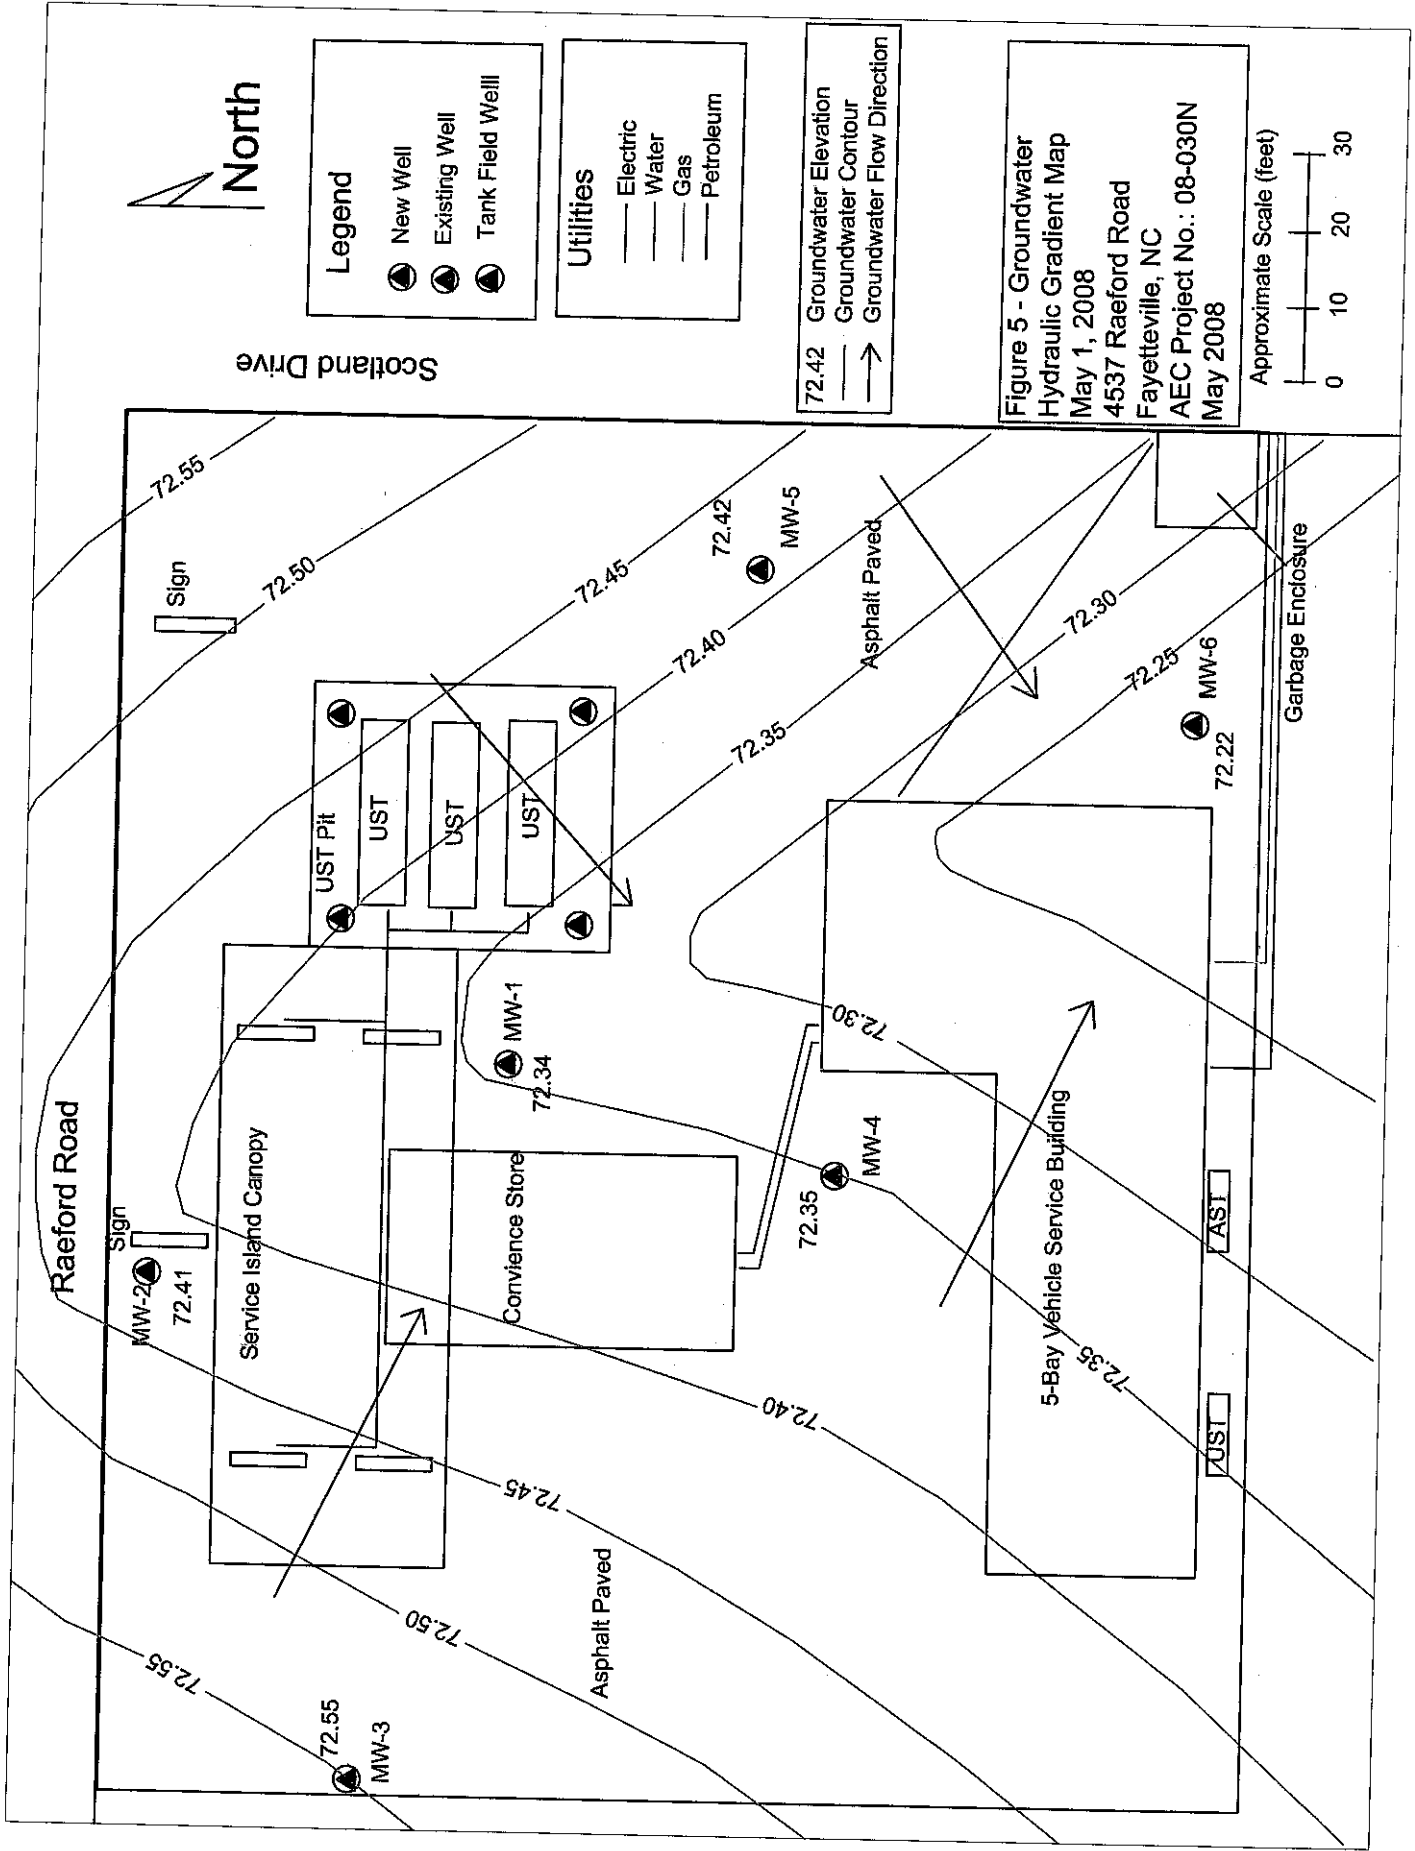 Raeford Road
Scotland Drive
North
Legend
New Well
Existing Well
Tank Field Welll
Utilities
Electric
Water
Gas
Petroleum
72.42 Groundwater Elevation
Groundwater Contour
Groundwater Flow Direction
Figure 5 - Groundwater
Hydraulic Gradient Map
May 1, 2008
4537 Raeford Road
Fayetteville, NC
AEC Project No.: 08-030N
May 2008
Approximate Scale (feet)
0 10 20 30
Sign
MW-2
72.41
Sign
72.55
72.50
72.45
72.40
72.35
72.30
72.25
72.55
72.50
72.45
72.40
72.35
72.30
72.55
MW-3
Service Island Canopy
UST Pit
UST
UST
UST
MW-1
72.34
Convience Store
72.42
MW-5
Asphalt Paved
Asphalt Paved
72.35
MW-4
5-Bay Vehicle Service Building
MW-6
72.22
UST
AST
Garbage Enclosure